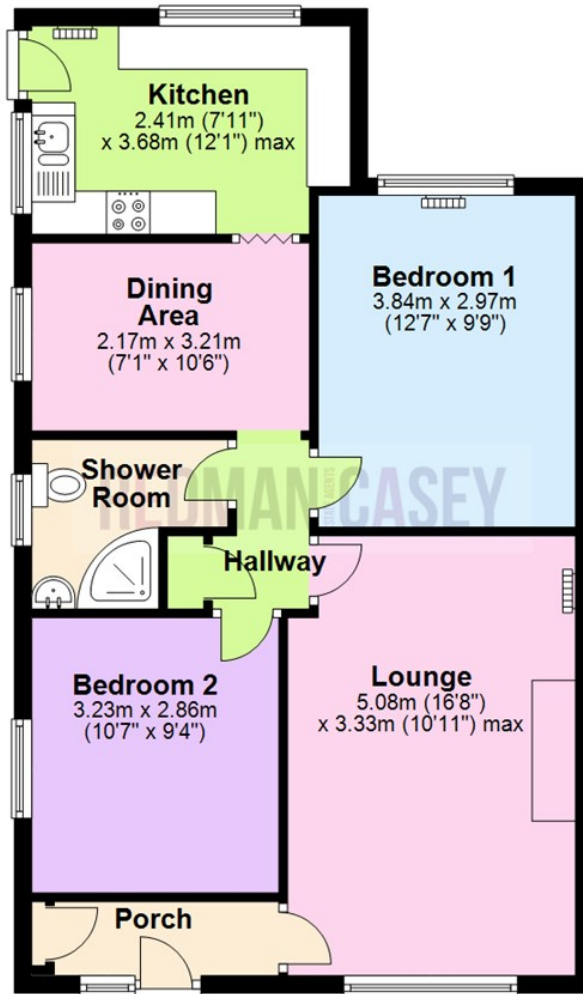 Kitchen
2.41m (7'11")
x 3.68m (12'1") max
Dining
Area
2.17m x 3.21m
(7'1" x 10'6")
Bedroom 1
3.84m x 2.97m
(12'7" x 9'9")
Shower
Room
HEDMAN CASEY
ESTATE AGENTS
Hallway
Bedroom 2
3.23m x 2.86m
(10'7" x 9'4")
Lounge
5.08m (16'8")
x 3.33m (10'11") max
Porch